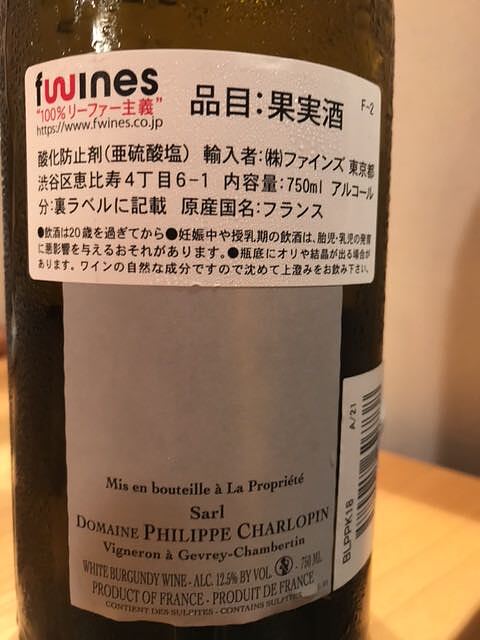 fwines
"100%リーファー主義"
https://www.fwines.co.jp
品目:果実酒
F-2
酸化防止剤(亜硫酸塩) 輸入者:㈱ファインズ 東京都
渋谷区恵比寿4丁目6-1 内容量:750ml アルコール
分:裏ラベルに記載 原産国名:フランス
●飲酒は20歳を過ぎてから●妊娠中や授乳期の飲酒は、胎児・乳児の発育
に悪影響を与えるおそれがあります。●瓶底にオリや結晶が出る場合が
あります。ワインの自然な成分ですので沈めて上澄みをお飲み下さい。
A/21
BLPPK18
Mis en bouteille à La Propriété
Sarl
DOMAINE PHILIPPE CHARLOPIN
Vigneron à Gevrey-Chambertin
WHITE BURGUNDY WINE - ALC. 12.5% BY VOL. - 750 ML
PRODUCT OF FRANCE - PRODUIT DE FRANCE
CONTIENT DES SULFITES - CONTAINS SULFITES